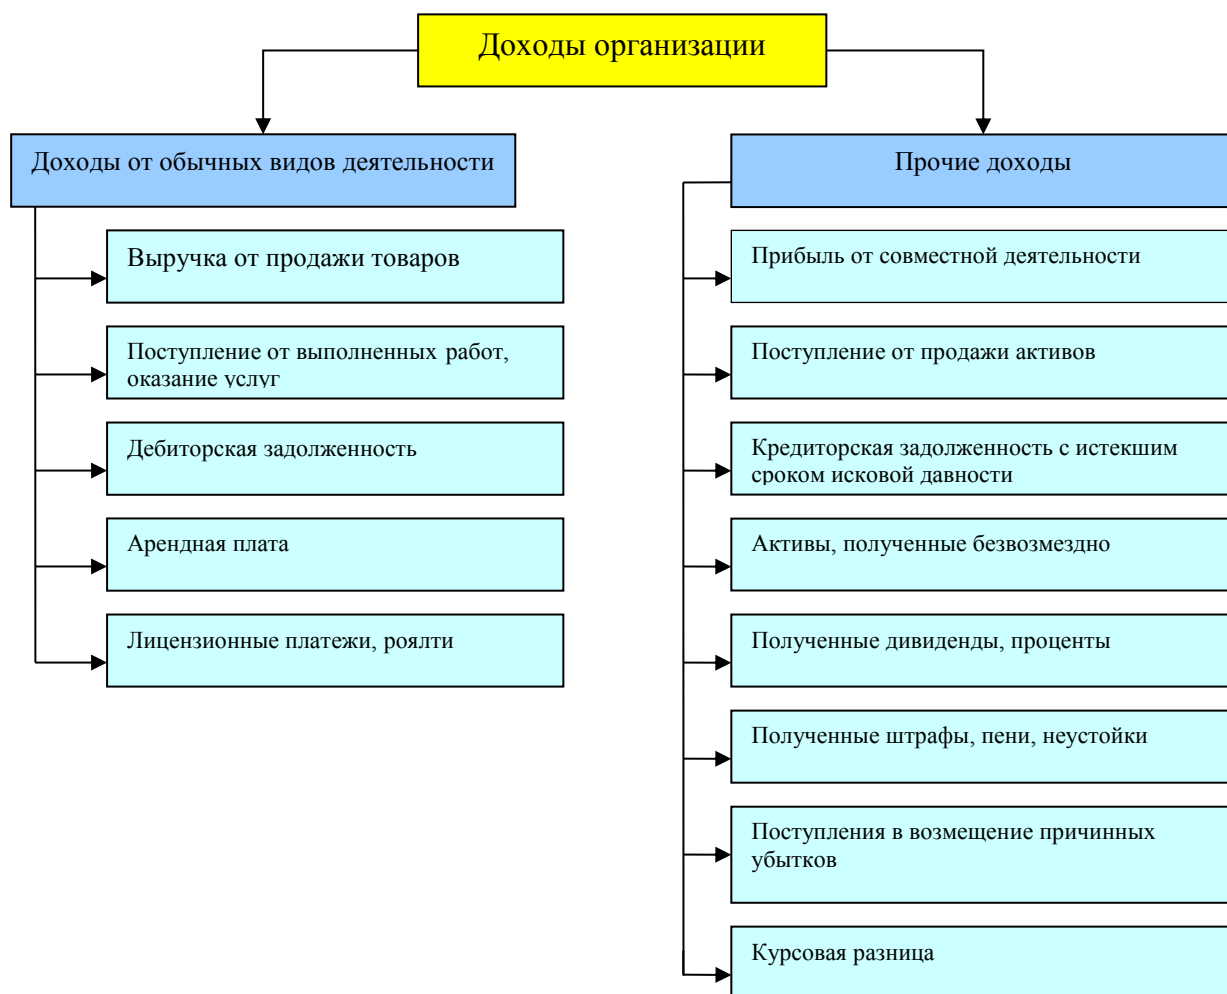 Доходы организации
Доходы от обычных видов деятельности
Выручка от продажи товаров
Поступление от выполненных работ,
оказание услуг
Дебиторская задолженность
Арендная плата
Лицензионные платежи, роялти
Прочие доходы
Прибыль от совместной деятельности
Поступление от продажи активов
Кредиторская задолженность с истекшим
сроком исковой давности
Активы, полученные безвозмездно
Полученные дивиденды, проценты
Полученные штрафы, пени, неустойки
Поступления в возмещение причинных
убытков
Курсовая разница